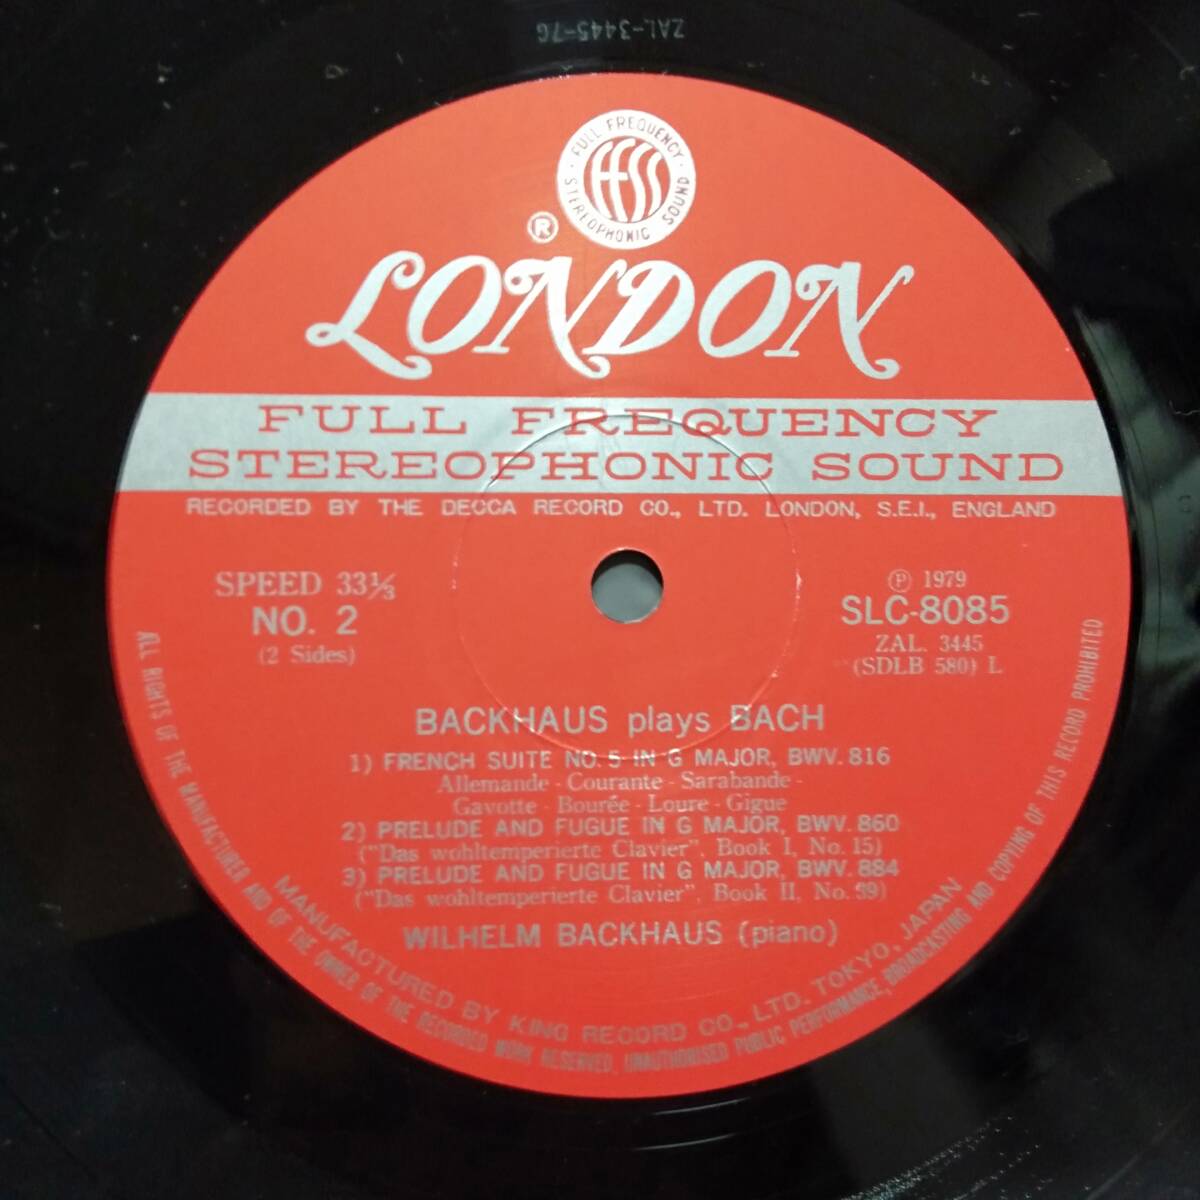 ZAL-3445-7G
FULL FREQUENCY
STEREOPHONIC SOUND
FFSS
®
LONDON
FULL FREQUENCY
STEREOPHONIC SOUND
RECORDED BY THE DECCA RECORD CO., LTD. LONDON, S.E.I., ENGLAND
SPEED 33⅓
NO. 2
(2 Sides)
Ⓟ 1979
SLC-8085
ZAL. 3445
(SDLB 580) L
BACKHAUS plays BACH
1) FRENCH SUITE NO. 5 IN G MAJOR, BWV. 816
Allemande - Courante - Sarabande -
Gavotte - Bourée - Loure - Gigue
2) PRELUDE AND FUGUE IN G MAJOR, BWV. 860
("Das wohltemperierte Clavier", Book I, No. 15)
3) PRELUDE AND FUGUE IN G MAJOR, BWV. 884
("Das wohltemperierte Clavier", Book II, No. 39)
WILHELM BACKHAUS (piano)
MANUFACTURED BY KING RECORD CO., LTD. TOKYO, JAPAN
ALL RIGHTS OF THE MANUFACTURER AND OF THE OWNER OF THE RECORDED WORK RESERVED, UNAUTHORISED PUBLIC PERFORMANCE, BROADCASTING AND COPYING OF THIS RECORD PROHIBITED